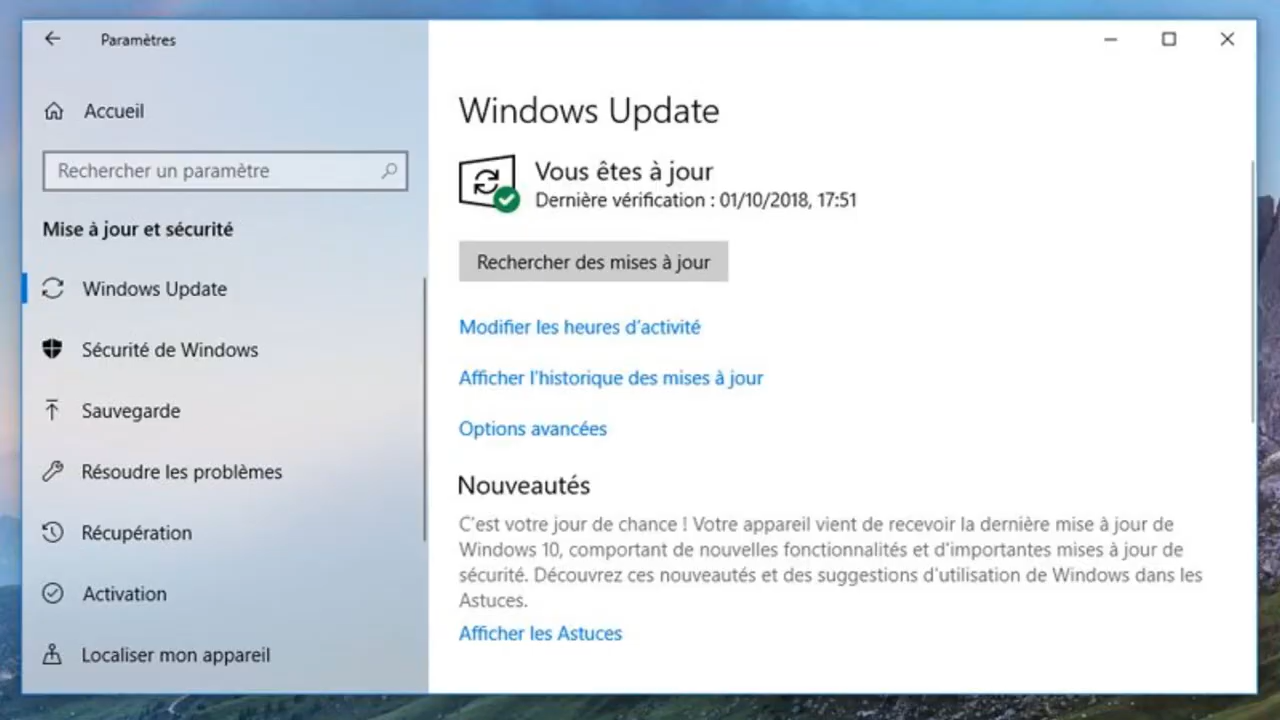 Paramètres
Accueil
Rechercher un paramètre
Mise à jour et sécurité
Windows Update
Sécurité de Windows
Sauvegarde
Résoudre les problèmes
Récupération
Activation
Localiser mon appareil
Windows Update
Vous êtes à jour
Dernière vérification : 01/10/2018, 17:51
Rechercher des mises à jour
Modifier les heures d'activité
Afficher l'historique des mises à jour
Options avancées
Nouveautés
C'est votre jour de chance ! Votre appareil vient de recevoir la dernière mise à jour de
Windows 10, comportant de nouvelles fonctionnalités et d'importantes mises à jour de
sécurité. Découvrez ces nouveautés et des suggestions d'utilisation de Windows dans les
Astuces.
Afficher les Astuces